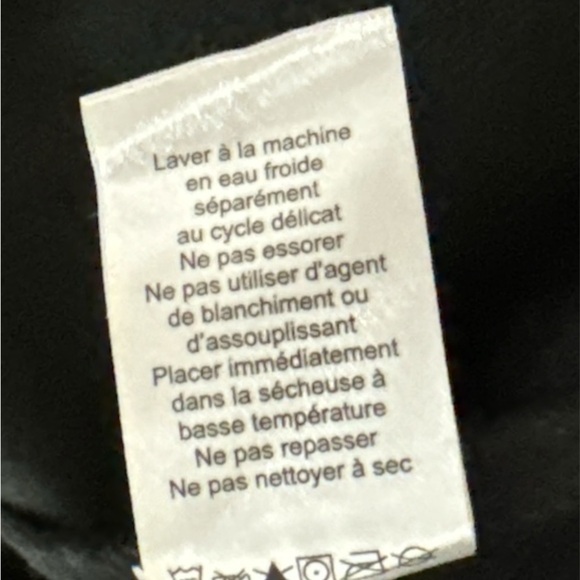 Laver à la machine
en eau froide
séparément
au cycle délicat
Ne pas essorer
Ne pas utiliser d'agent
de blanchiment ou
d'assouplissant
Placer immédiatement
dans la sécheuse à
basse température
Ne pas repasser
Ne pas nettoyer à sec